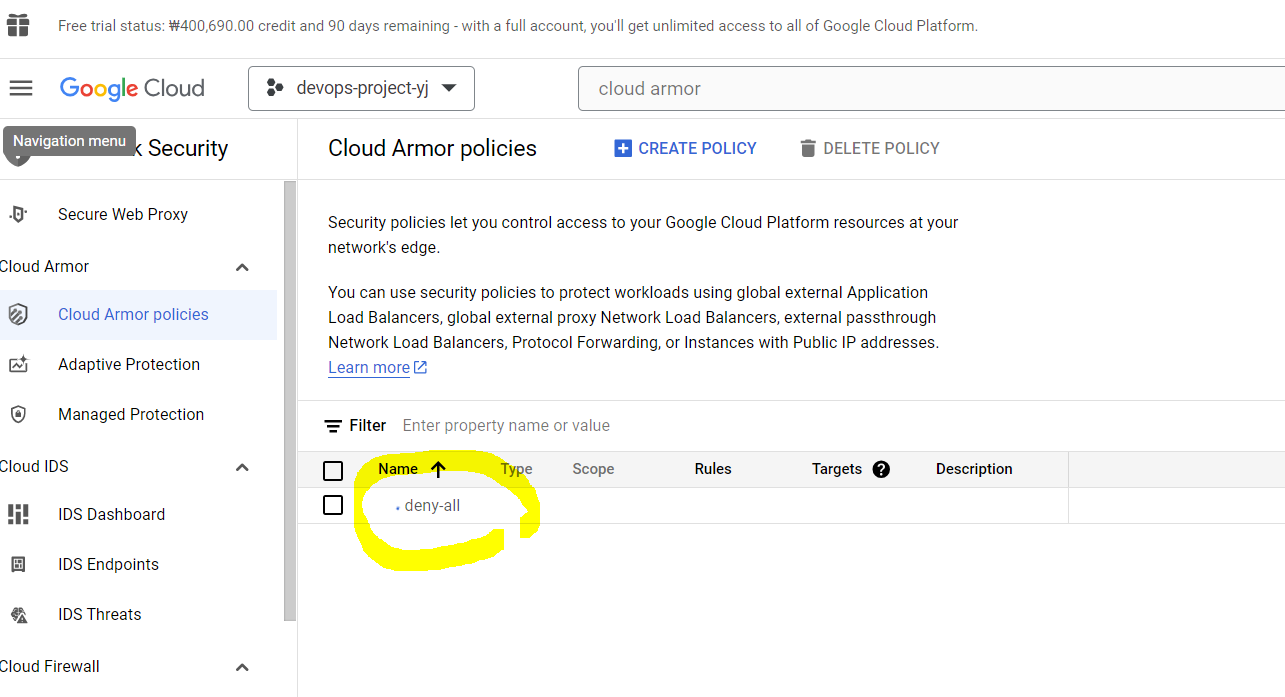 Free trial status: ₩400,690.00 credit and 90 days remaining - with a full account, you'll get unlimited access to all of Google Cloud Platform.
Google Cloud
devops-project-yj
cloud armor
Navigation menu
k Security
Cloud Armor policies
CREATE POLICY
DELETE POLICY
Secure Web Proxy
Cloud Armor
Cloud Armor policies
Adaptive Protection
Managed Protection
Cloud IDS
IDS Dashboard
IDS Endpoints
IDS Threats
Cloud Firewall
Security policies let you control access to your Google Cloud Platform resources at your
network's edge.
You can use security policies to protect workloads using global external Application
Load Balancers, global external proxy Network Load Balancers, external passthrough
Network Load Balancers, Protocol Forwarding, or Instances with Public IP addresses.
Learn more
Filter Enter property name or value
Name Type Scope Rules Targets ? Description
deny-all